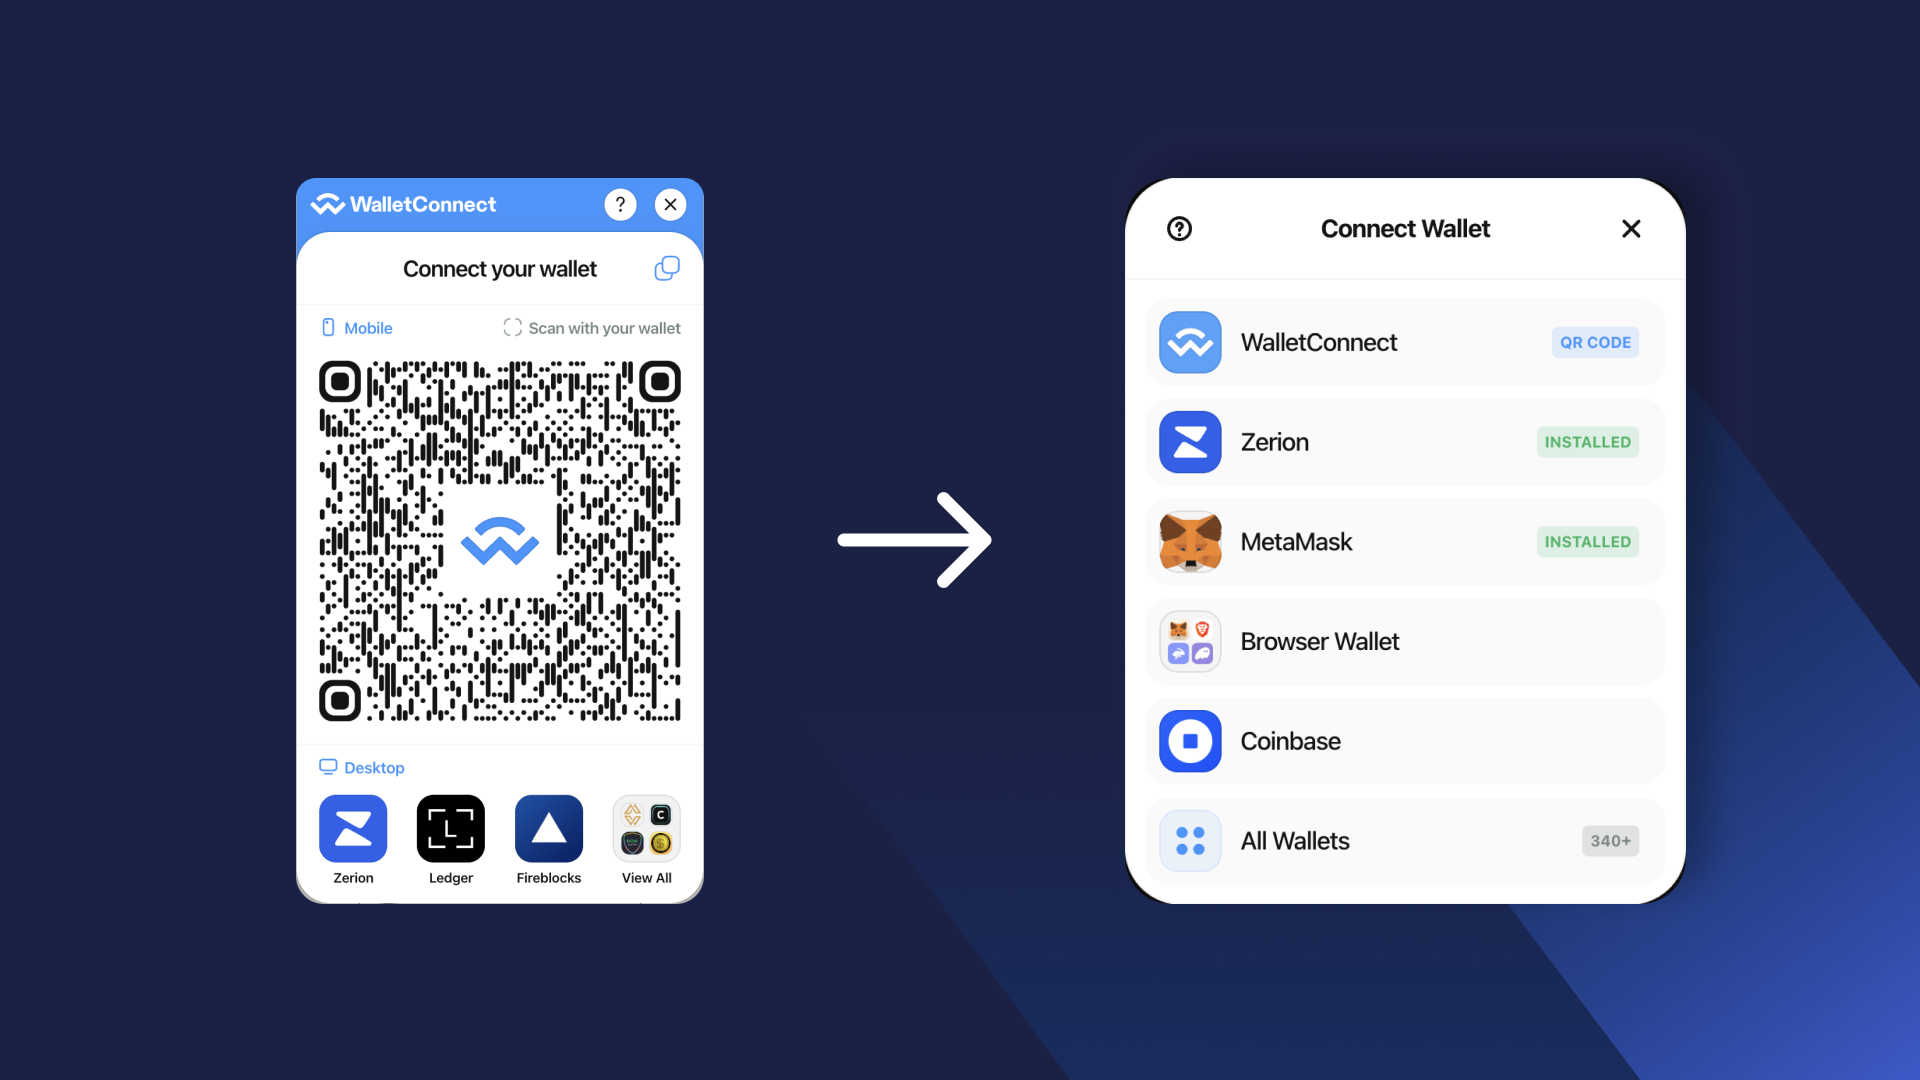 WalletConnect
?
Connect your wallet
Mobile
Scan with your wallet
Desktop
Zerion
Ledger
Fireblocks
View All
?
Connect Wallet
WalletConnect
QR CODE
Zerion
INSTALLED
MetaMask
INSTALLED
Browser Wallet
Coinbase
All Wallets
340+